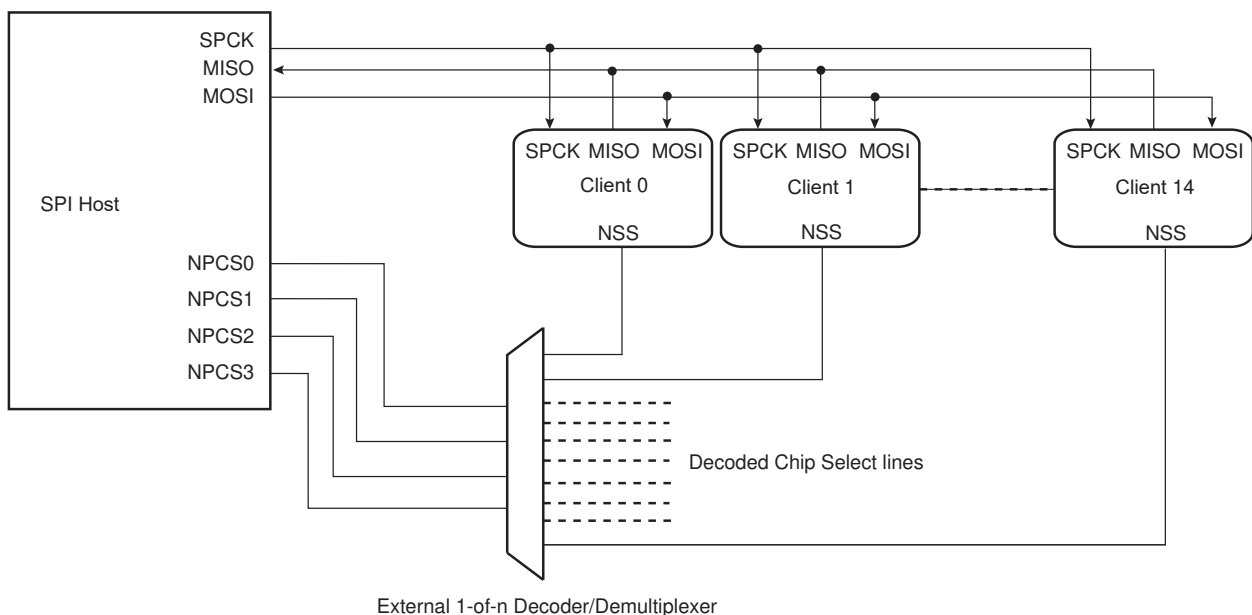 SPCK
MISO
MOSI
SPI Host
NPCS0
NPCS1
NPCS2
NPCS3
SPCK MISO MOSI
Client 0
NSS
SPCK MISO MOSI
Client 1
NSS
SPCK MISO MOSI
Client 14
NSS
Decoded Chip Select lines
External 1-of-n Decoder/Demultiplexer